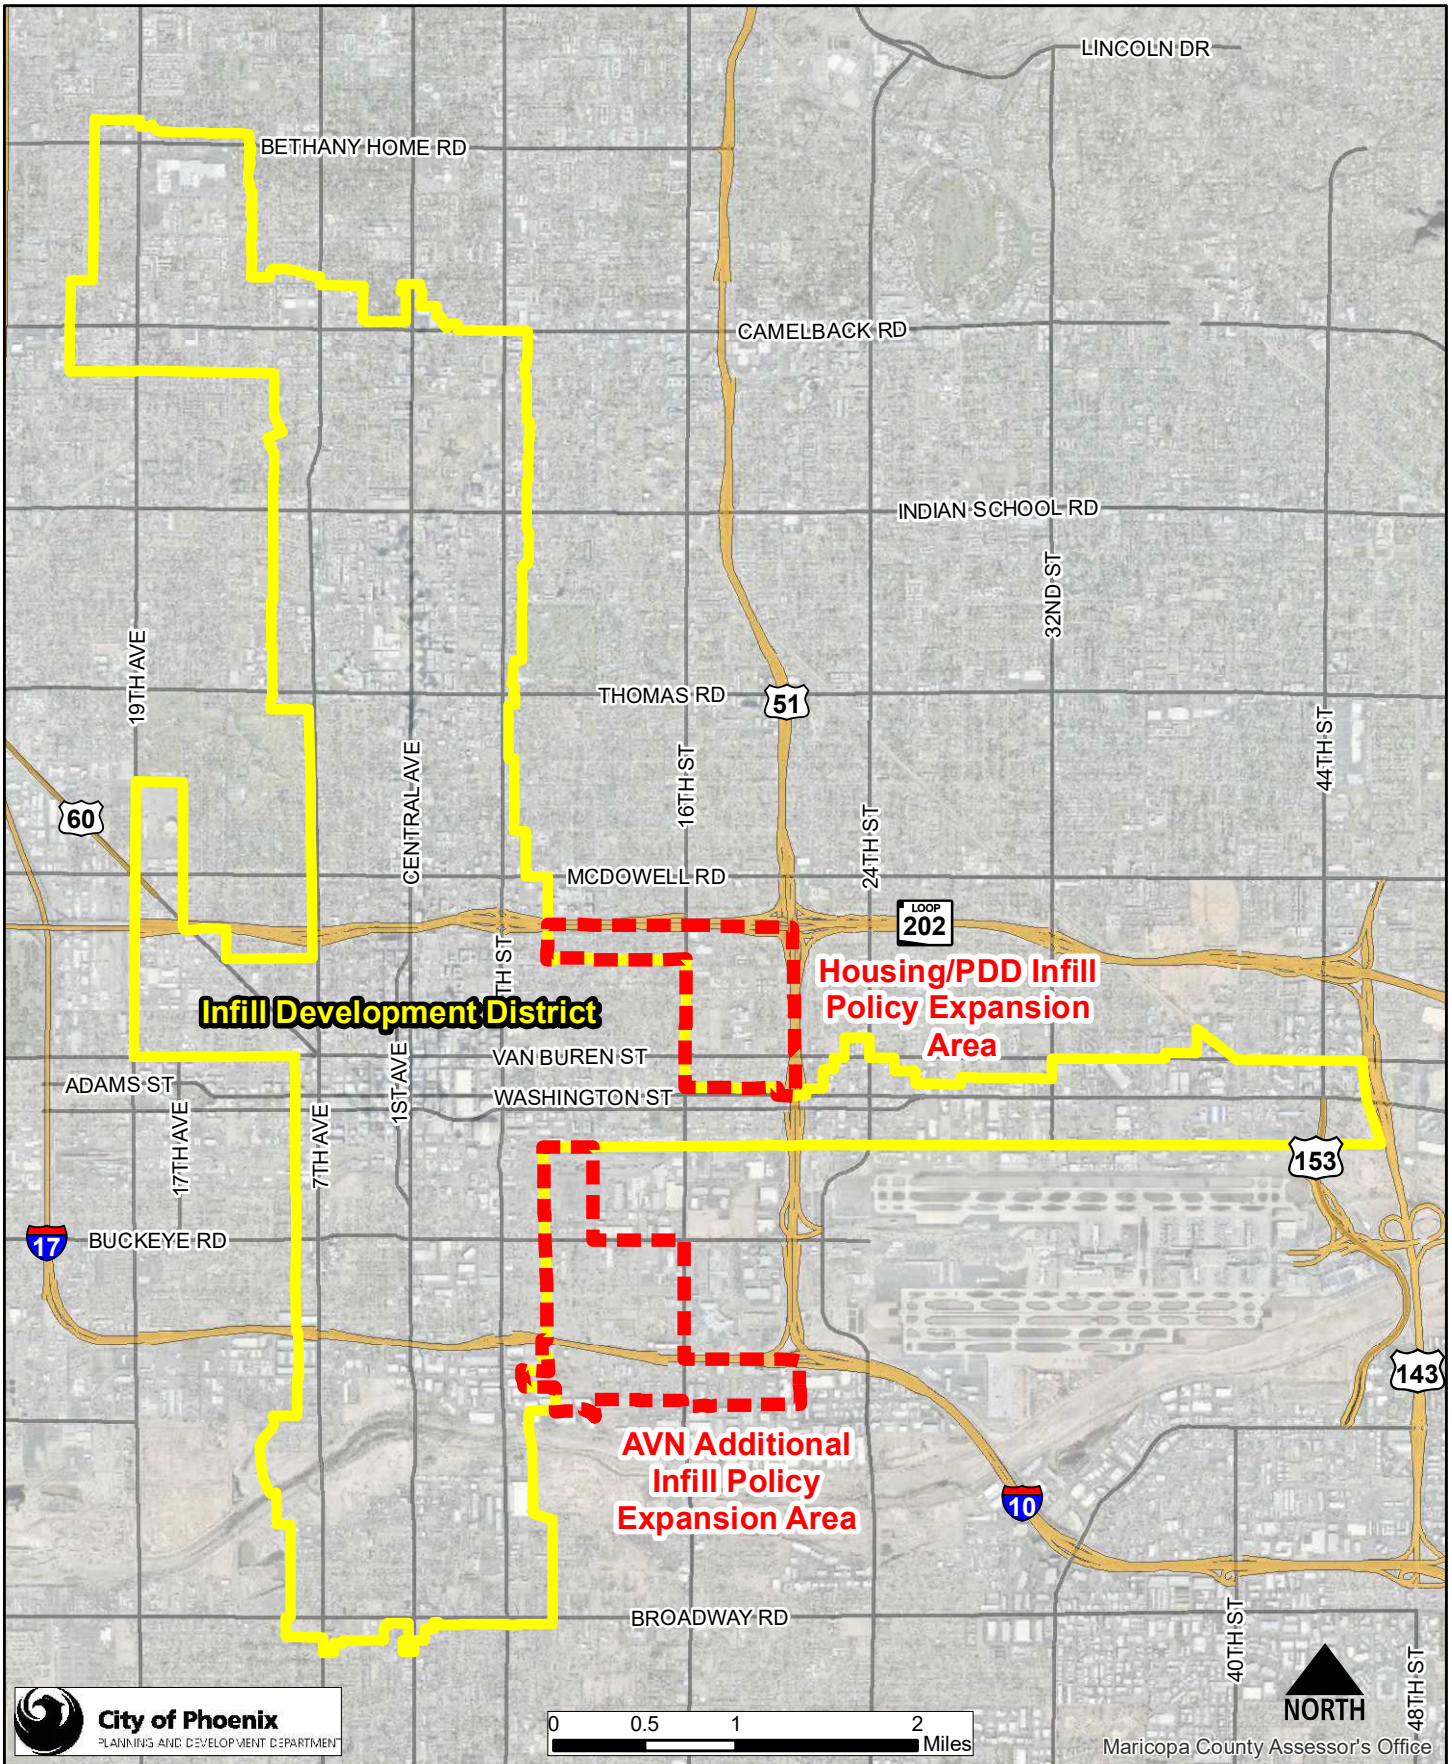 LINCOLN DR
BETHANY HOME RD
CAMELBACK RD
INDIAN SCHOOL RD
32ND ST
19TH AVE
THOMAS RD
51
44TH ST
CENTRAL AVE
16TH ST
60
24TH ST
MCDOWELL RD
LOOP
202
TH ST
Housing/PDD Infill
Policy Expansion
Area
Infill Development District
VAN BUREN ST
1ST AVE
ADAMS ST
WASHINGTON ST
17TH AVE
7TH AVE
153
17
BUCKEYE RD
143
AVN Additional
Infill Policy
Expansion Area
10
BROADWAY RD
40TH ST
48TH ST
NORTH
City of Phoenix
PLANNING AND DEVELOPMENT DEPARTMENT
0 0.5 1 2
Miles
Maricopa County Assessor's Office